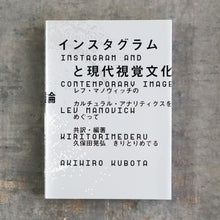 インスタグラム
INSTAGRAM AND
と現代視覚文化
CONTEMPORARY IMAGE
レフ・マノヴィッチの
論
カルチュラル・アナリティクスを
LEV MANOVICH
めぐって
共訳・編著
KIRITORIMEDERU
久保田晃弘 きりとりめでる
AKIHIRO KUBOTA